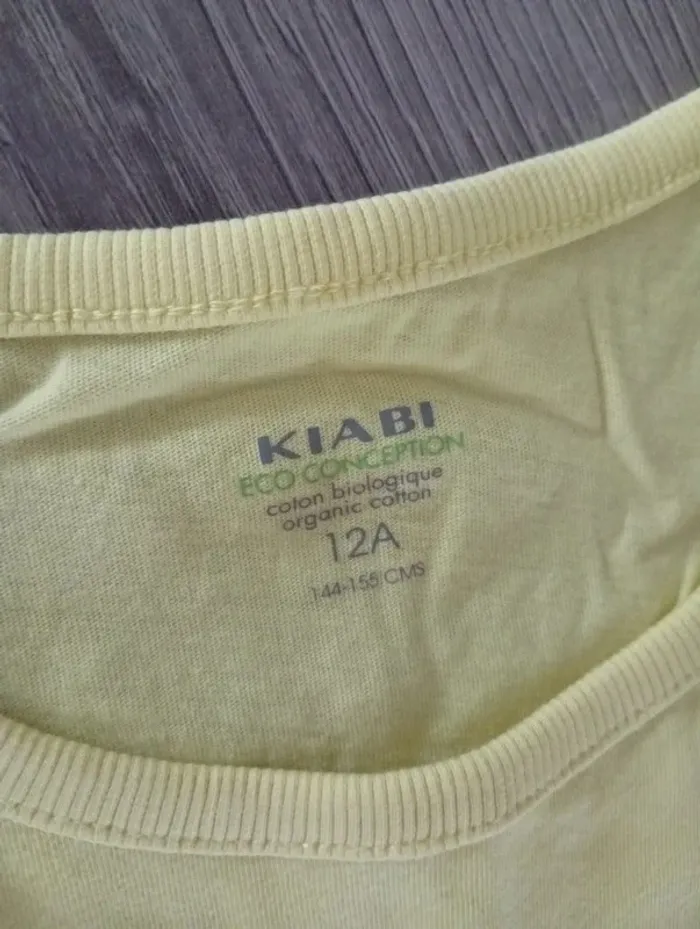 KIABI
ECO CONCEPTION
coton biologique
organic cotton
12A
144-155 CMS